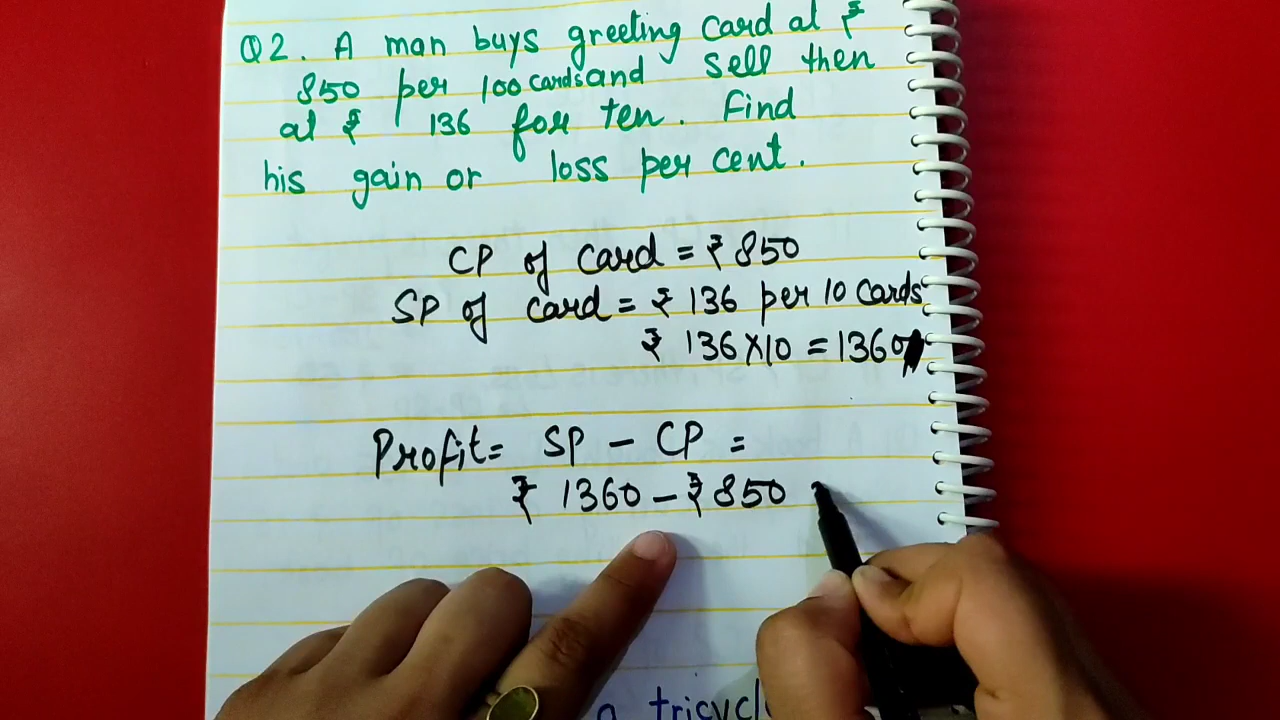 Q2. A man buys greeting card at ₹
850 per 100 cards and sell then
at ₹ 136 for ten. Find
his gain or loss per cent.
CP of card = ₹ 850
SP of card = ₹ 136 per 10 cards
₹ 136 × 10 = 1360
Profit = SP - CP =
₹ 1360 - ₹ 850
a tricycl